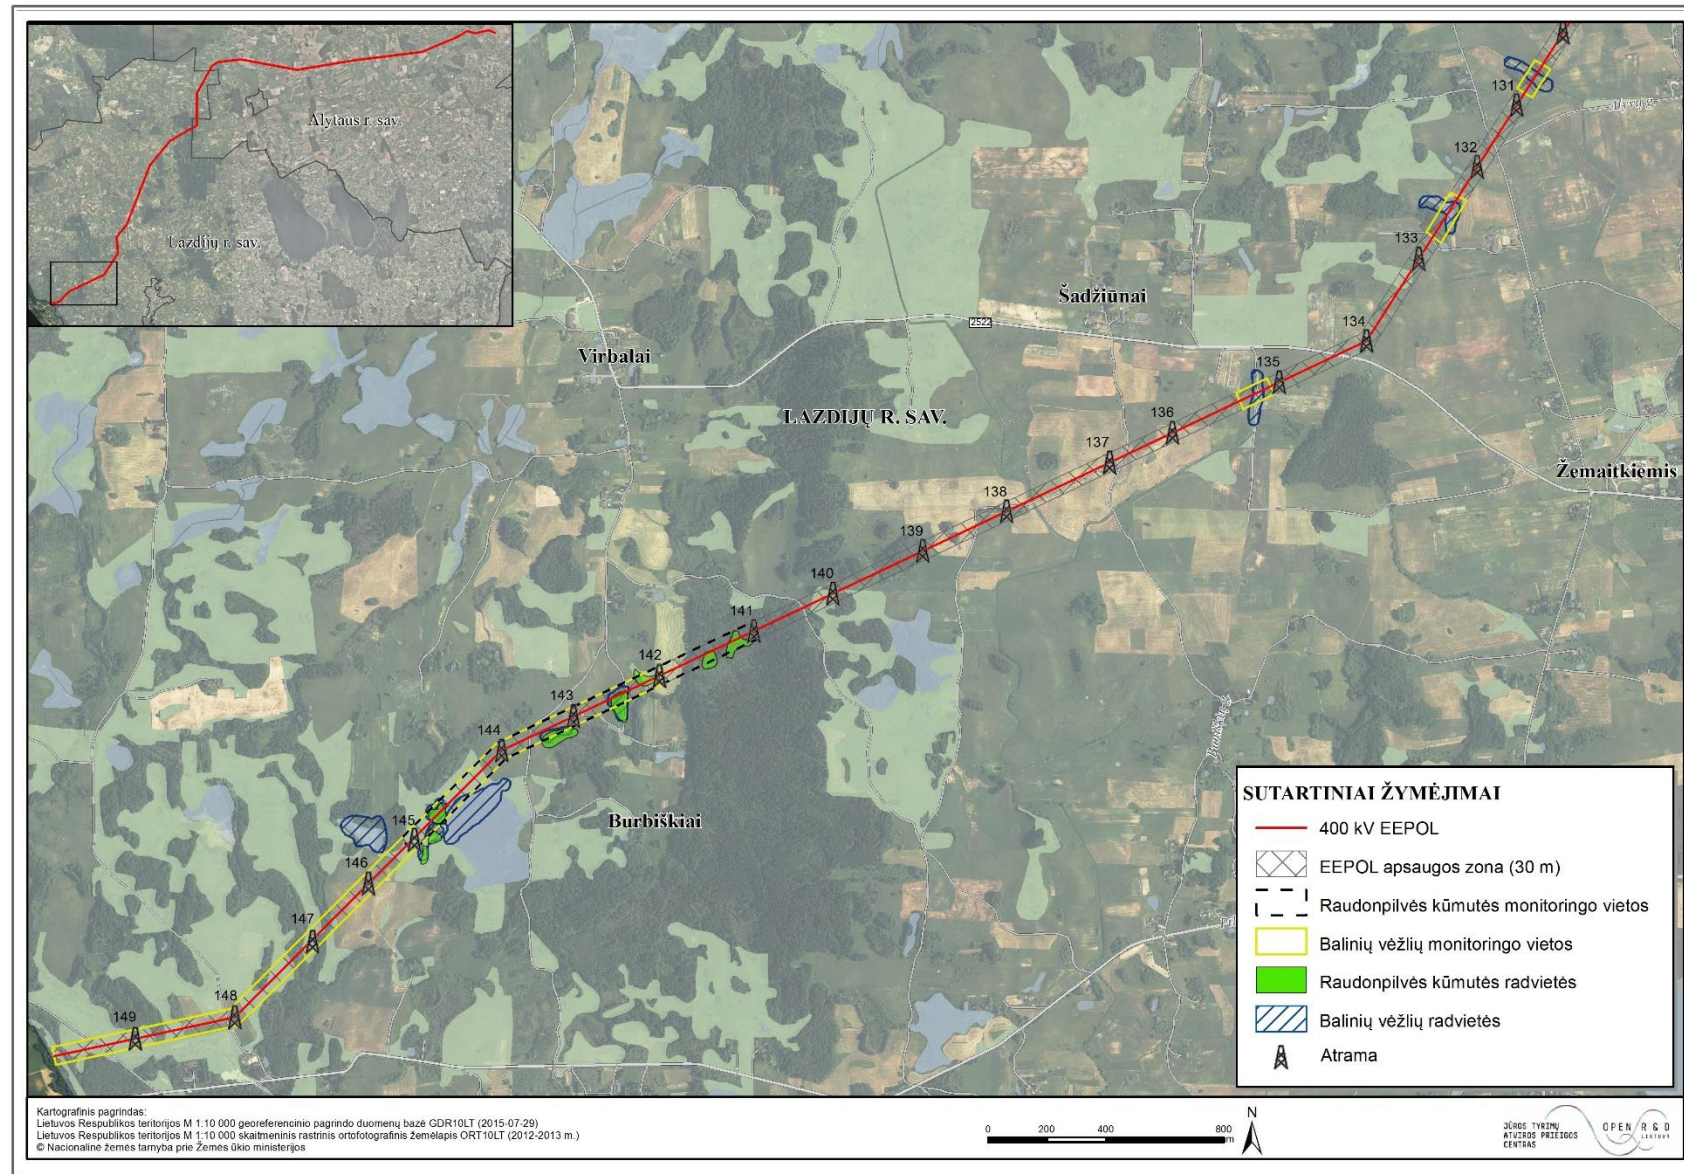 Alytaus r. sav.
Lazdijų r. sav.
131
132
133
Šadžiūnai
2522
134
Virbalai
135
LAZDIJŲ R. SAV.
136
137
Žemaitkiemis
138
139
140
141
142
143
144
Burbiškiai
145
146
147
148
149
SUTARTINIAI ŽYMĖJIMAI
400 kV EEPOL
EEPOL apsaugos zona (30 m)
Raudonpilvės kūmutės monitoringo vietos
Balinių vėžlių monitoringo vietos
Raudonpilvės kūmutės radvietės
Balinių vėžlių radvietės
Atrama
Kartografinis pagrindas:
Lietuvos Respublikos teritorijos M 1:10 000 georeferencinio pagrindo duomenų bazė GDR10LT (2015-07-29)
Lietuvos Respublikos teritorijos M 1:10 000 skaitmeninis rastrinis ortofotografinis žemėlapis ORT10LT (2012-2013 m.)
© Nacionalinė žemės tarnyba prie Žemės ūkio ministerijos
0 200 400 800
m
N
JŪROS TYRIMŲ
ATVIROS PRIEIGOS
CENTRAS
OPEN R & D
LIETUVA